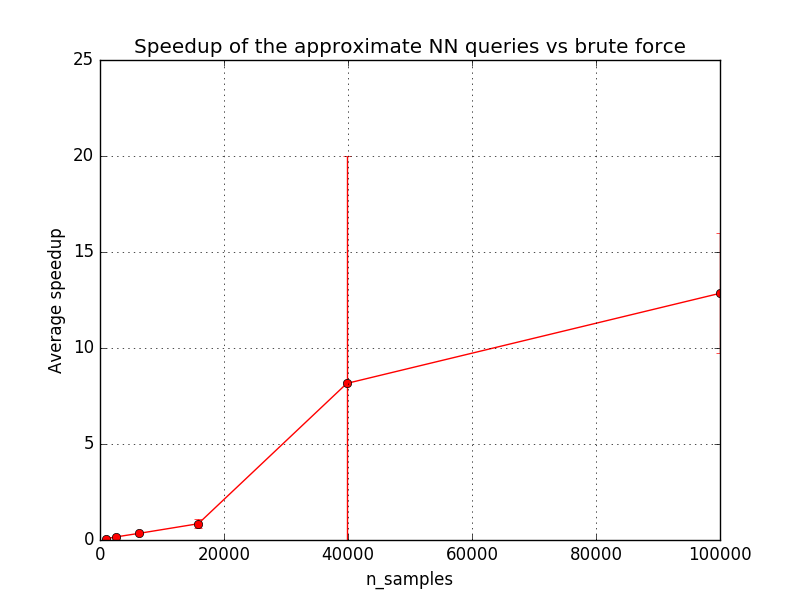 Speedup of the approximate NN queries vs brute force
25
20
15
10
5
0
Average speedup
0 20000 40000 60000 80000 100000
n_samples